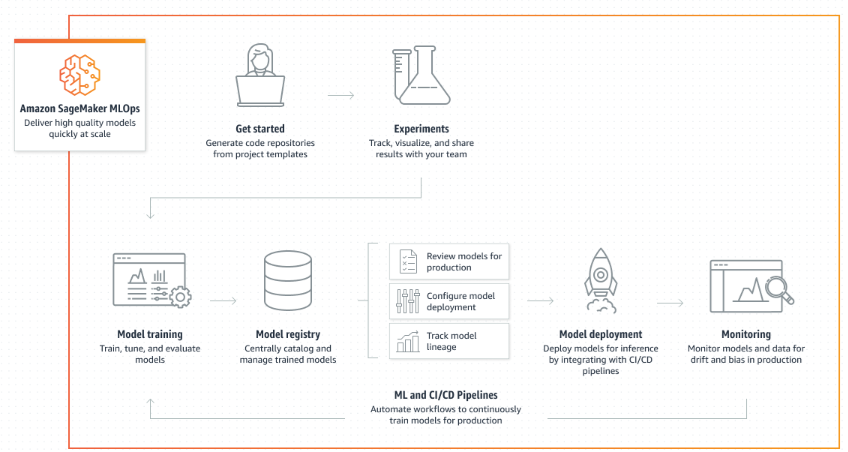 Amazon SageMaker MLOps
Deliver high quality models
quickly at scale
Get started
Generate code repositories
from project templates
Experiments
Track, visualize, and share
results with your team
Model training
Train, tune, and evaluate
models
Model registry
Centrally catalog and
manage trained models
Review models for
production
Configure model
deployment
Track model
lineage
Model deployment
Deploy models for inference
by integrating with CI/CD
pipelines
Monitoring
Monitor models and data for
drift and bias in production
ML and CI/CD Pipelines
Automate workflows to continuously
train models for production